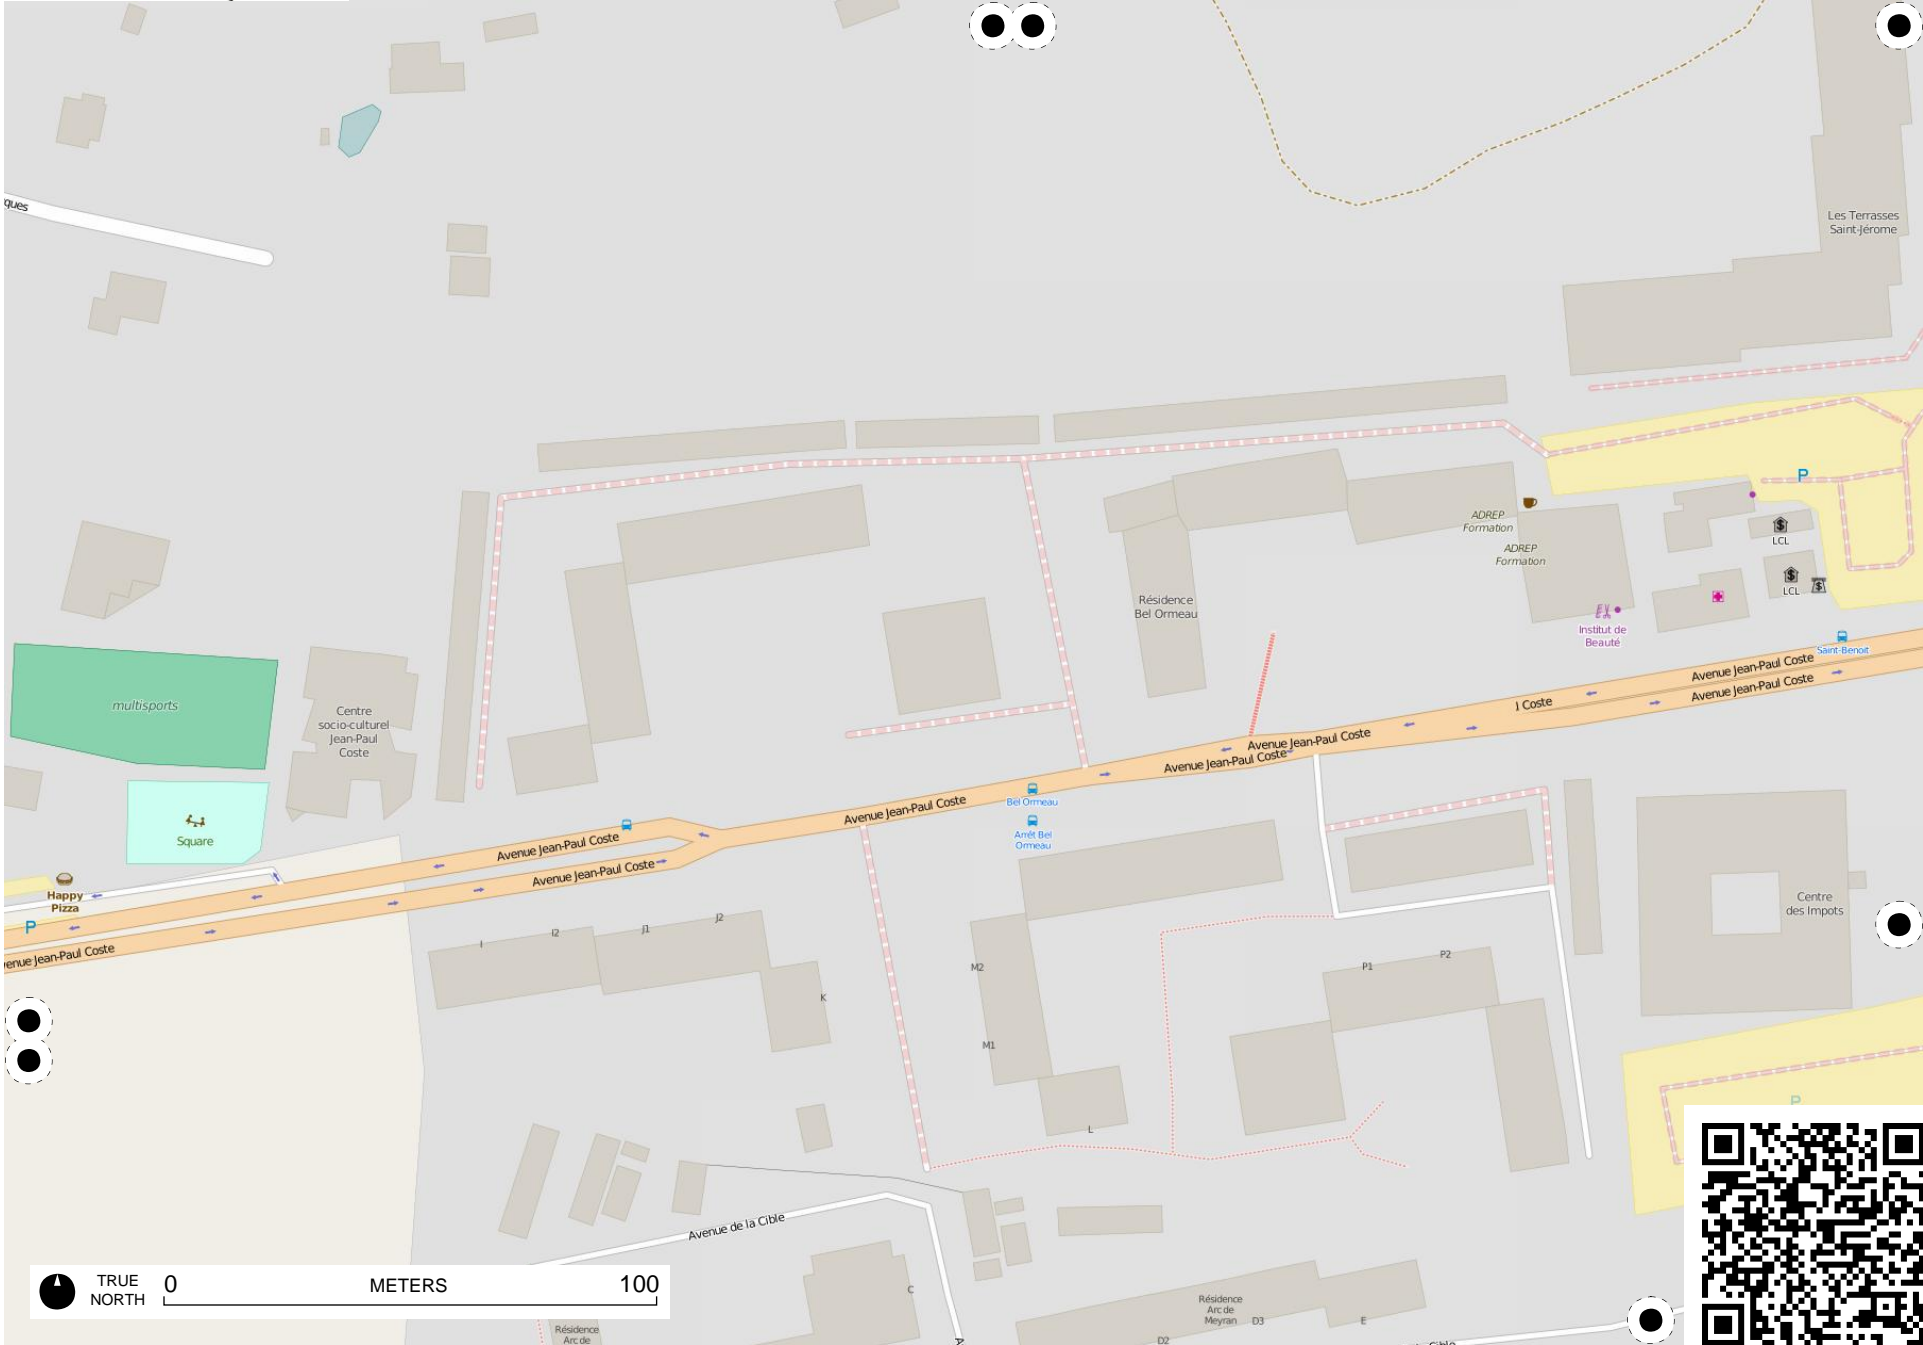 Les Terrasses
Saint-Jérome
ADREP
Formation
LCL
ADREP
Formation
LCL
Résidence
Bel Ormeau
Institut de
Beauté
Saint-Benoit
Avenue Jean-Paul Coste
Avenue Jean-Paul Coste
l Coste
multisports
Centre
socio-culturel
Jean-Paul
Coste
Avenue Jean-Paul Coste
Avenue Jean-Paul Coste
Bel Ormeau
Avenue Jean-Paul Coste
Arrêt Bel
Ormeau
Square
Avenue Jean-Paul Coste
Avenue Jean-Paul Coste
Happy
Pizza
P
P
Centre
des Impots
I
I2
J1
J2
venue Jean-Paul Coste
M2
P1
P2
K
M1
P
L
Avenue de la Cible
TRUE
NORTH
0
METERS
100
C
Résidence
Arc de
Meyran
D3
E
Résidence
Arc de
D2